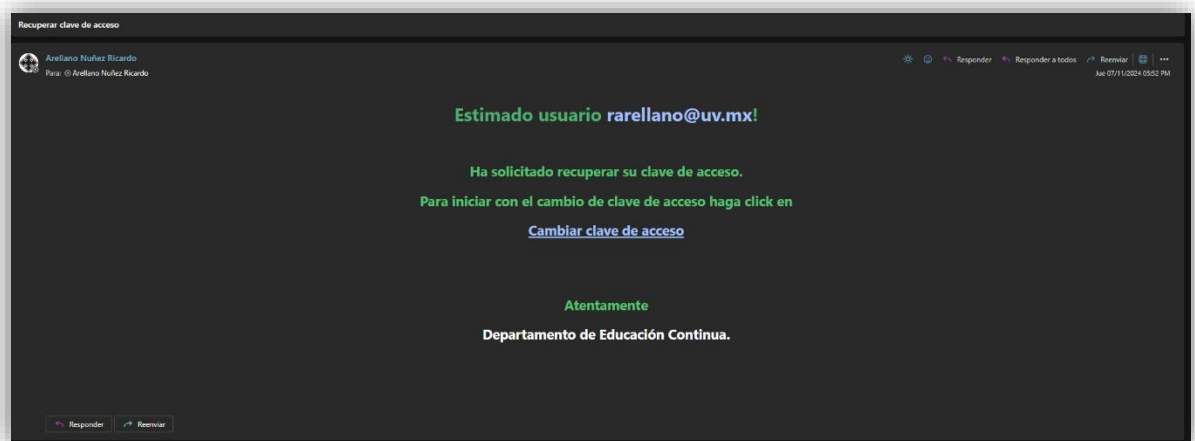 Recuperar clave de acceso
Arellano Nuñez Ricardo
Para: Arellano Nuñez Ricardo
Responder Responder a todos Reenviar
Jue 07/11/2024 03:52 PM
Estimado usuario rarellano@uv.mx!
Ha solicitado recuperar su clave de acceso.
Para iniciar con el cambio de clave de acceso haga click en
Cambiar clave de acceso
Atentamente
Departamento de Educación Continua.
Responder Reenviar